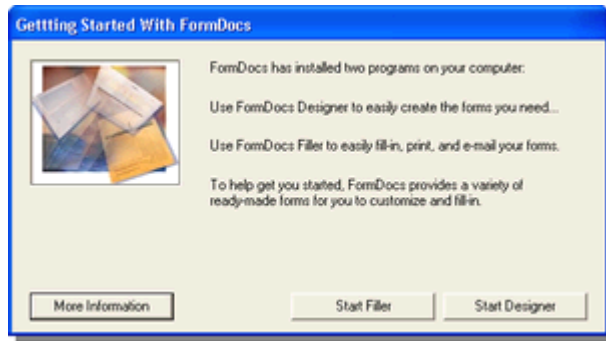 Gettting Started With FormDocs
FormDocs has installed two programs on your computer:
Use FormDocs Designer to easily create the forms you need...
Use FormDocs Filler to easily fill-in, print, and e-mail your forms.
To help get you started, FormDocs provides a variety of
ready-made forms for you to customize and fill-in.
More Information
Start Filler
Start Designer